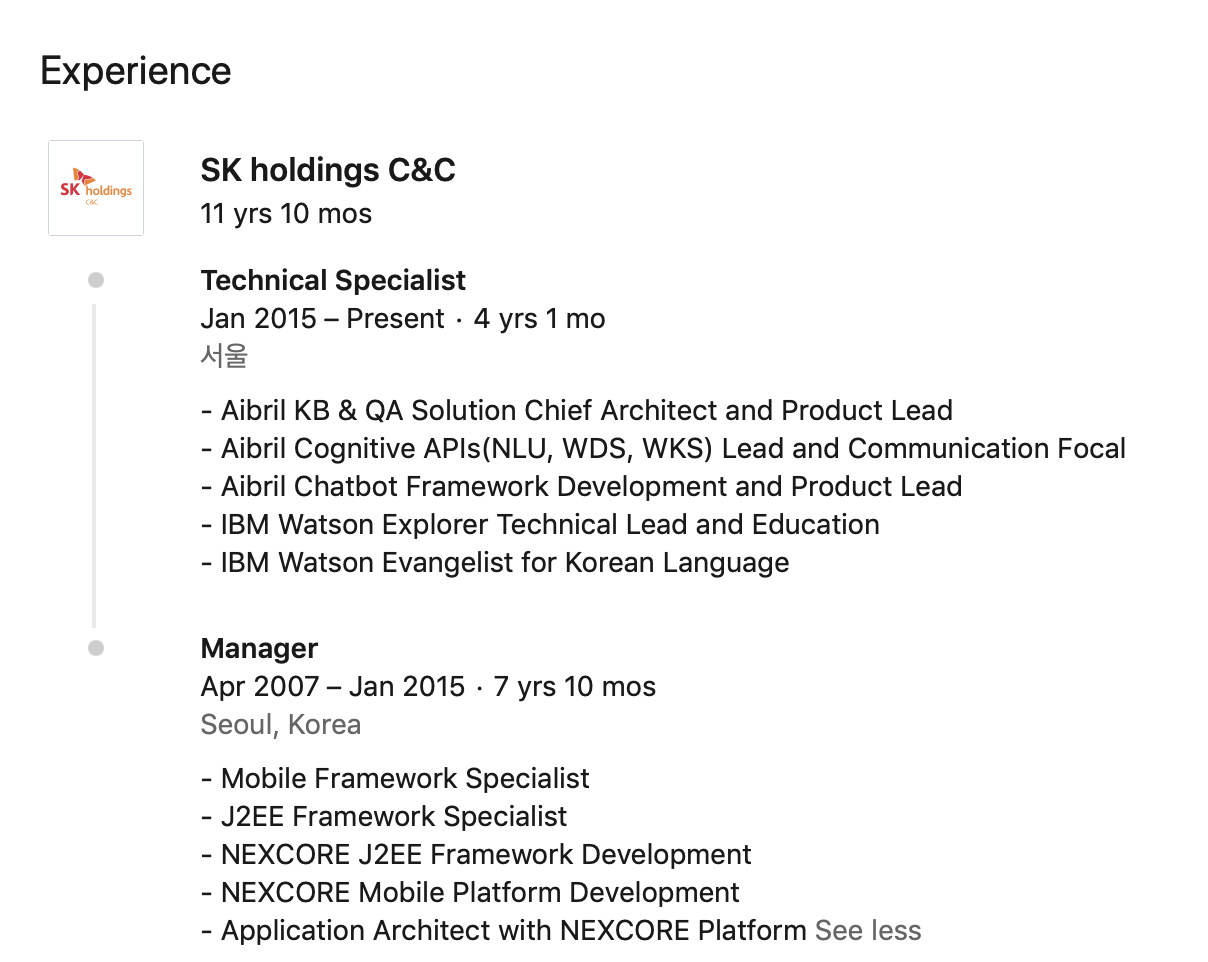 Experience
SK holdings C&C
SK holdings C&C
11 yrs 10 mos
Technical Specialist
Jan 2015 – Present · 4 yrs 1 mo
서울
- Aibril KB & QA Solution Chief Architect and Product Lead
- Aibril Cognitive APIs(NLU, WDS, WKS) Lead and Communication Focal
- Aibril Chatbot Framework Development and Product Lead
- IBM Watson Explorer Technical Lead and Education
- IBM Watson Evangelist for Korean Language
Manager
Apr 2007 – Jan 2015 · 7 yrs 10 mos
Seoul, Korea
- Mobile Framework Specialist
- J2EE Framework Specialist
- NEXCORE J2EE Framework Development
- NEXCORE Mobile Platform Development
- Application Architect with NEXCORE Platform See less